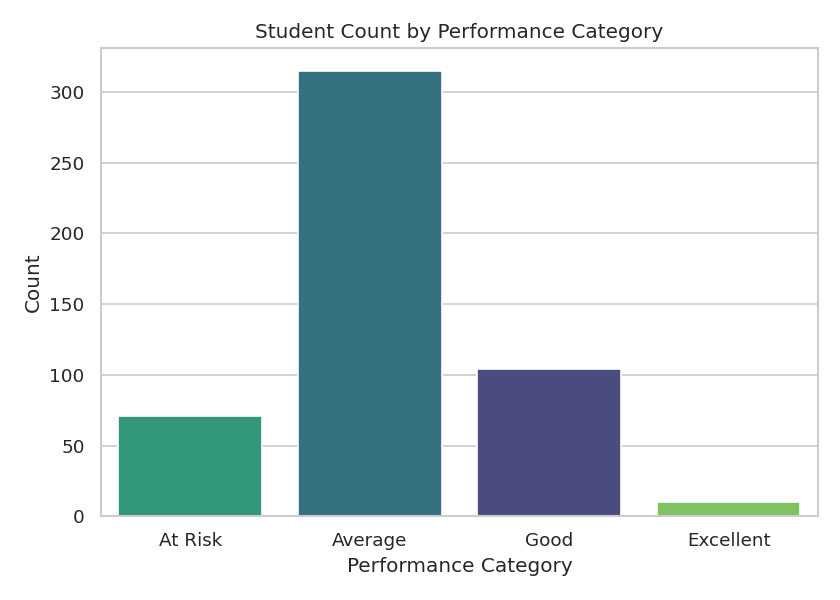 Student Count by Performance Category
Count
300
250
200
150
100
50
0
At Risk Average Good Excellent
Performance Category